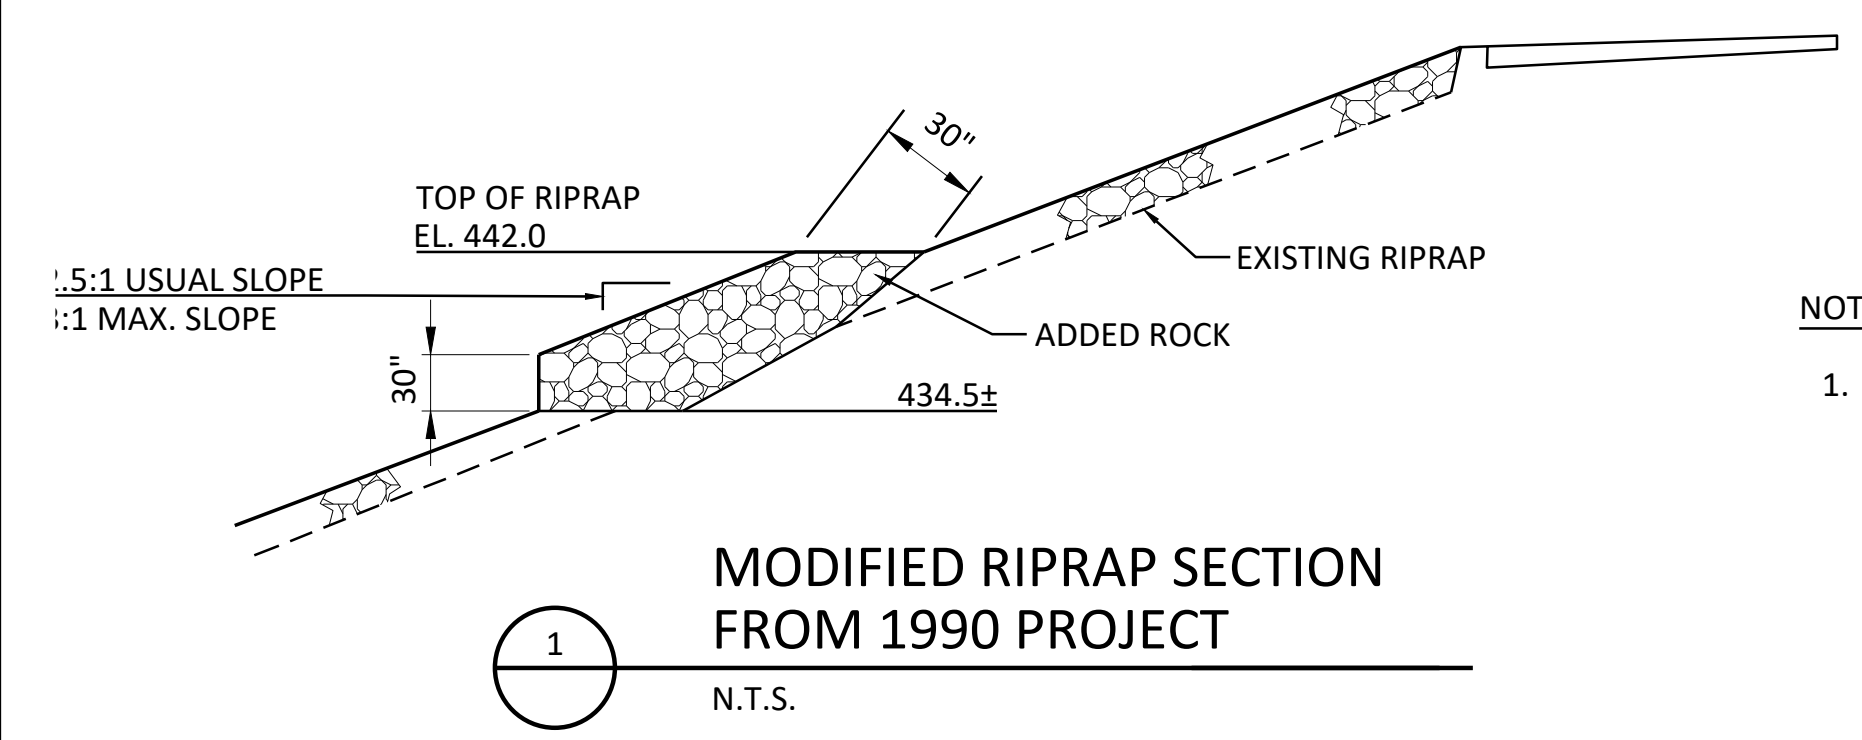 30"
TOP OF RIPRAP
EL. 442.0
EXISTING RIPRAP
.5:1 USUAL SLOPE
:1 MAX. SLOPE
NOT
ADDED ROCK
30"
1.
434.5±
MODIFIED RIPRAP SECTION
FROM 1990 PROJECT
1
N.T.S.